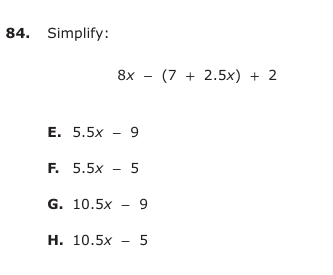 84. Simplify:
8x − (7 + 2.5x) + 2
E. 5.5x − 9
F. 5.5x − 5
G. 10.5x − 9
H. 10.5x − 5